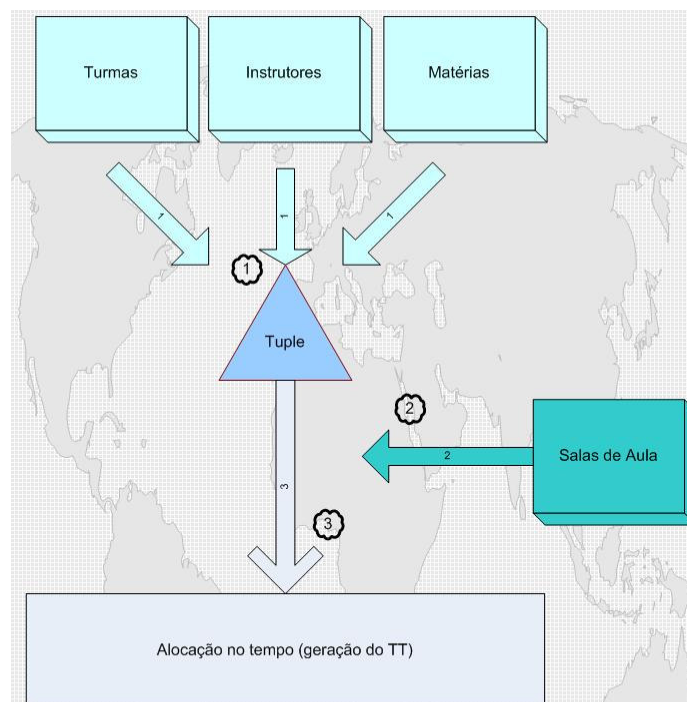 Turmas
Instrutores
Matérias
1
1
1
1
Tuple
2
Salas de Aula
2
3
3
Alocação no tempo (geração do TT)